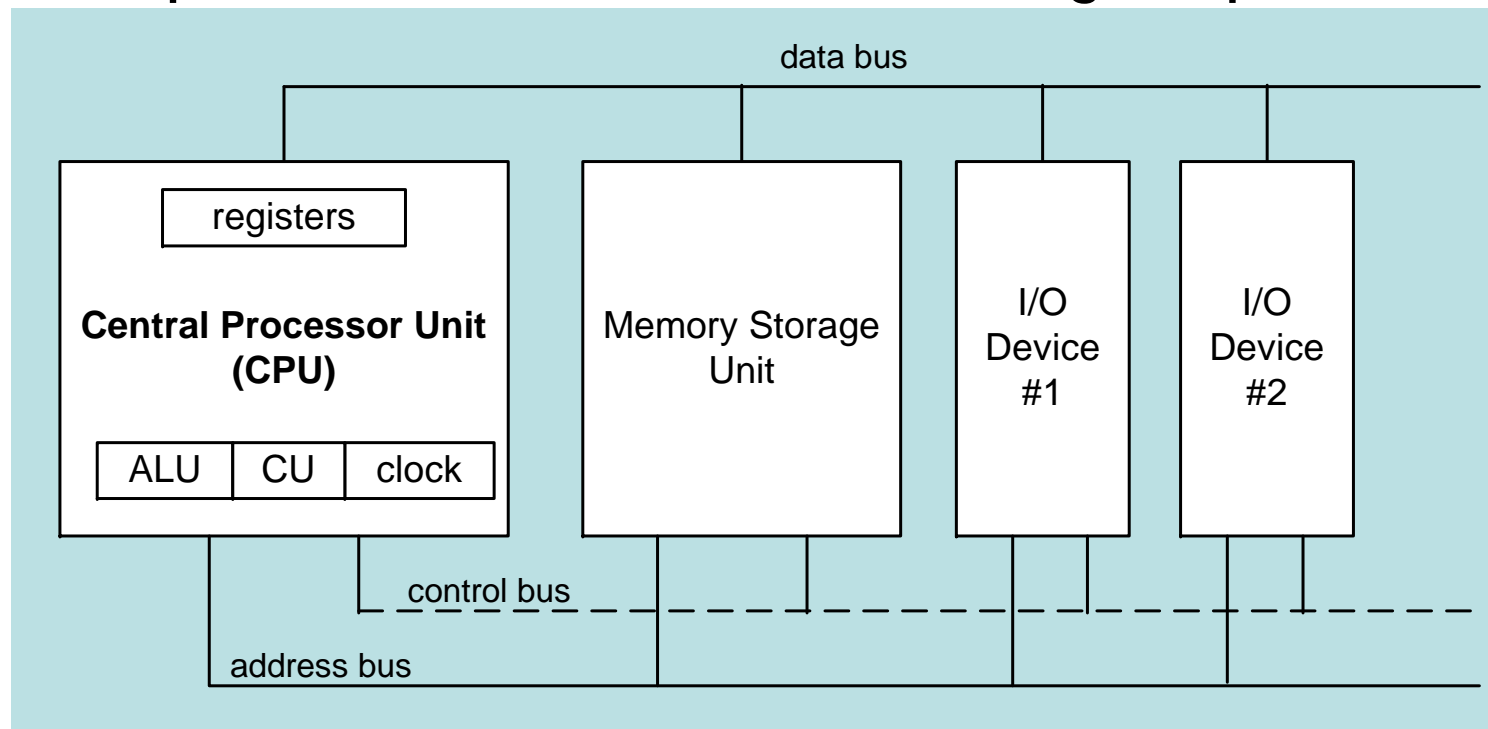 data bus
registers
Central Processor Unit
(CPU)
ALU CU clock
Memory Storage
Unit
I/O
Device
#1
I/O
Device
#2
control bus
address bus